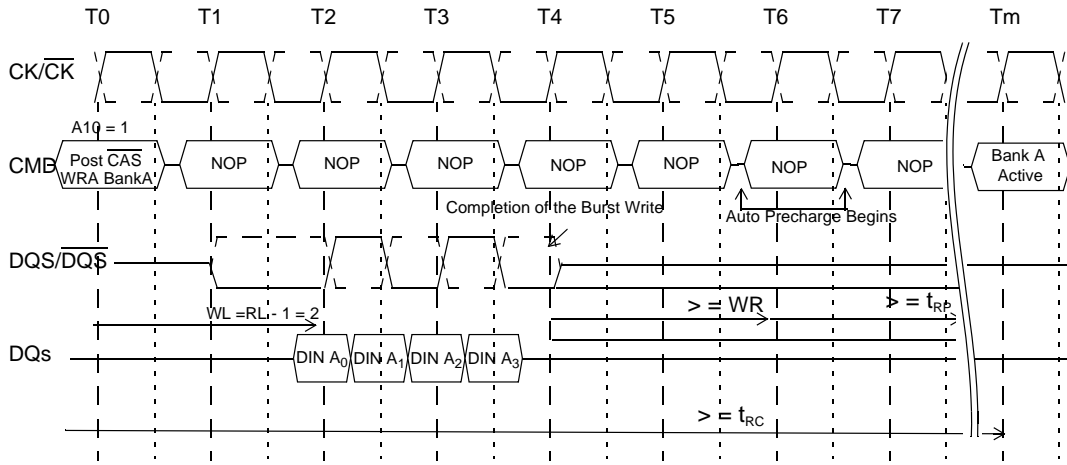 T0 T1 T2 T3 T4 T5 T6 T7 Tm
CK/CK
A10 = 1
CMD Post CAS WRA BankA NOP NOP NOP NOP NOP NOP NOP Bank A Active
Completion of the Burst Write
Auto Precharge Begins
DQS/DQS
> = WR
> = tRP
WL =RL - 1 = 2
DQs DIN A0 DIN A1 DIN A2 DIN A3
> = tRC